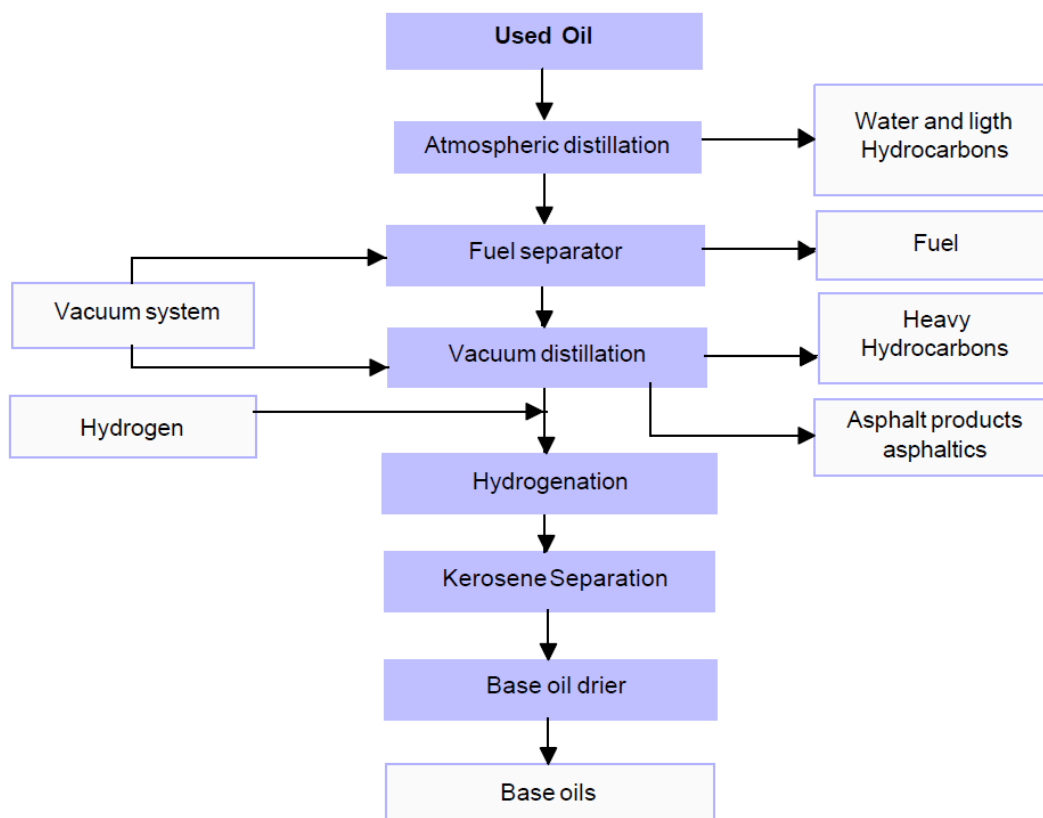 Used Oil
Atmospheric distillation
Water and ligth
Hydrocarbons
Fuel separator
Fuel
Vacuum system
Vacuum distillation
Heavy
Hydrocarbons
Hydrogen
Asphalt products
asphaltics
Hydrogenation
Kerosene Separation
Base oil drier
Base oils